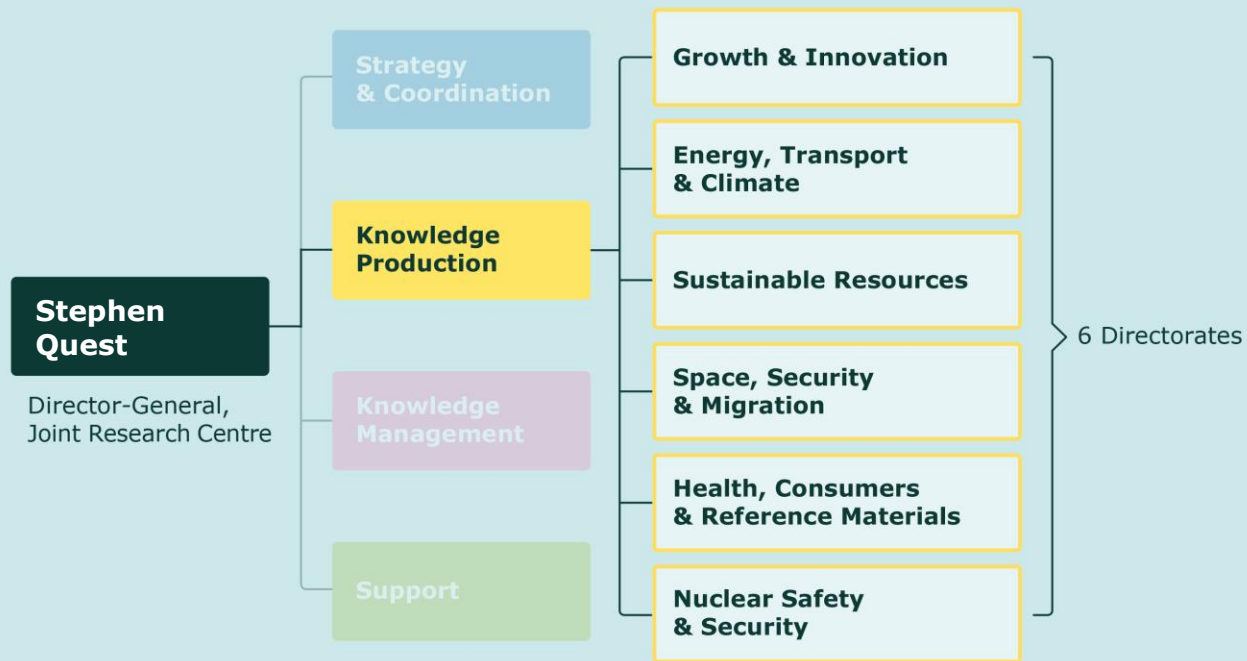 Stephen
Quest
Director-General,
Joint Research Centre
Strategy
& Coordination
Knowledge
Production
Knowledge
Management
Support
Growth & Innovation
Energy, Transport
& Climate
Sustainable Resources
Space, Security
& Migration
Health, Consumers
& Reference Materials
Nuclear Safety
& Security
6 Directorates